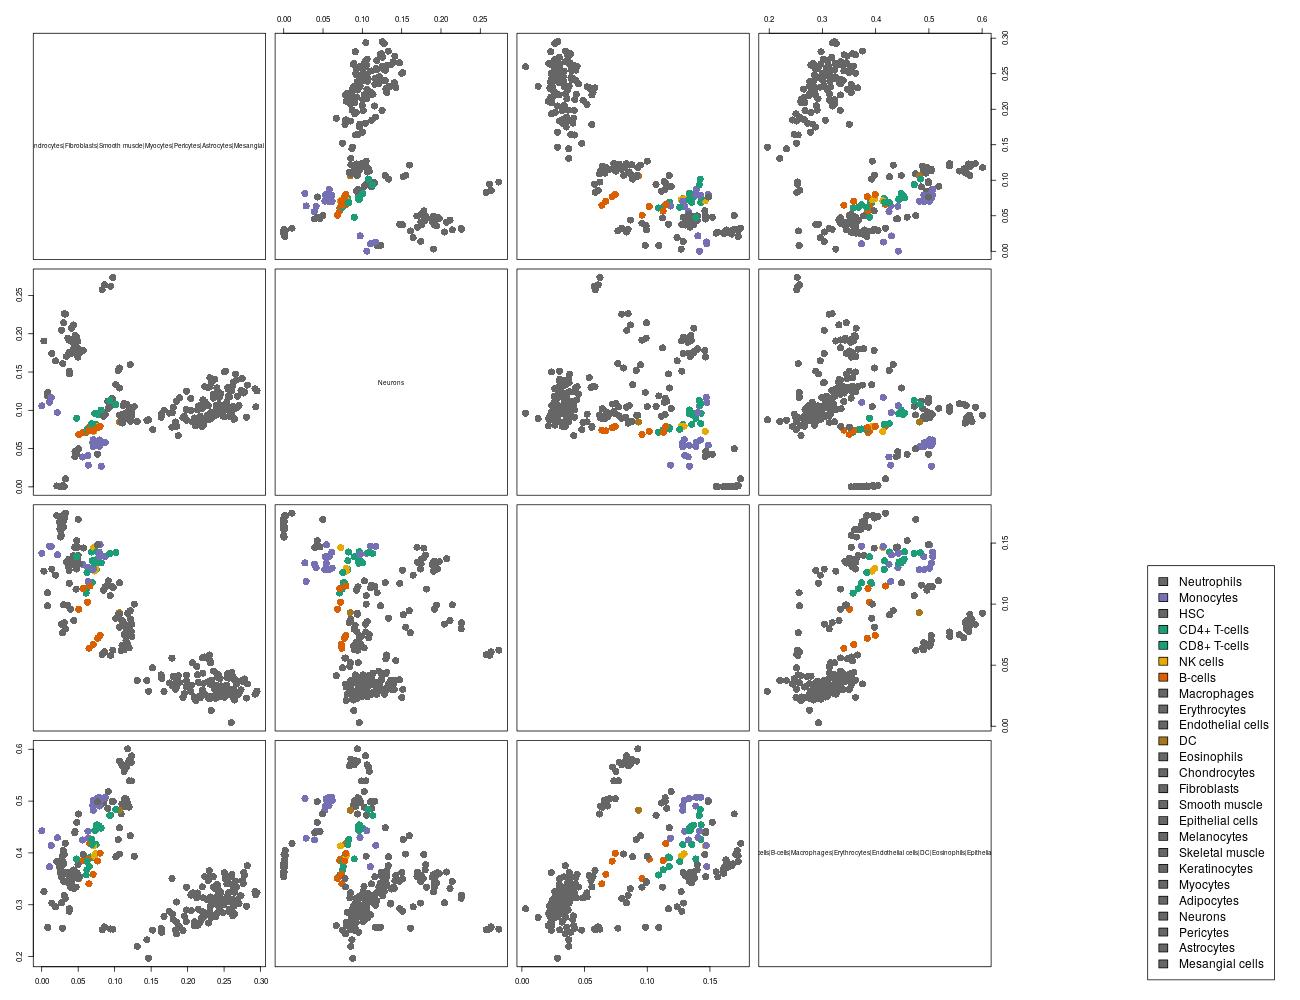 0.00 0.05 0.10 0.15 0.20 0.25
0.2 0.3 0.4 0.5 0.6
ndrocytes|Fibroblasts|Smooth muscle|Myocytes|Pericytes|Astrocytes|Mesangial
0.00 0.05 0.10 0.15 0.20 0.25 0.30
0.00 0.05 0.10 0.15 0.20 0.25
Neurons
0.00 0.05 0.10 0.15
0.2 0.3 0.4 0.5 0.6
cells|B-cells|Macrophages|Erythrocytes|Endothelial cells|DC|Eosinophils|Epithelia
0.00 0.05 0.10 0.15 0.20 0.25 0.30
0.00 0.05 0.10 0.15
Neutrophils
Monocytes
HSC
CD4+ T-cells
CD8+ T-cells
NK cells
B-cells
Macrophages
Erythrocytes
Endothelial cells
DC
Eosinophils
Chondrocytes
Fibroblasts
Smooth muscle
Epithelial cells
Melanocytes
Skeletal muscle
Keratinocytes
Myocytes
Adipocytes
Neurons
Pericytes
Astrocytes
Mesangial cells